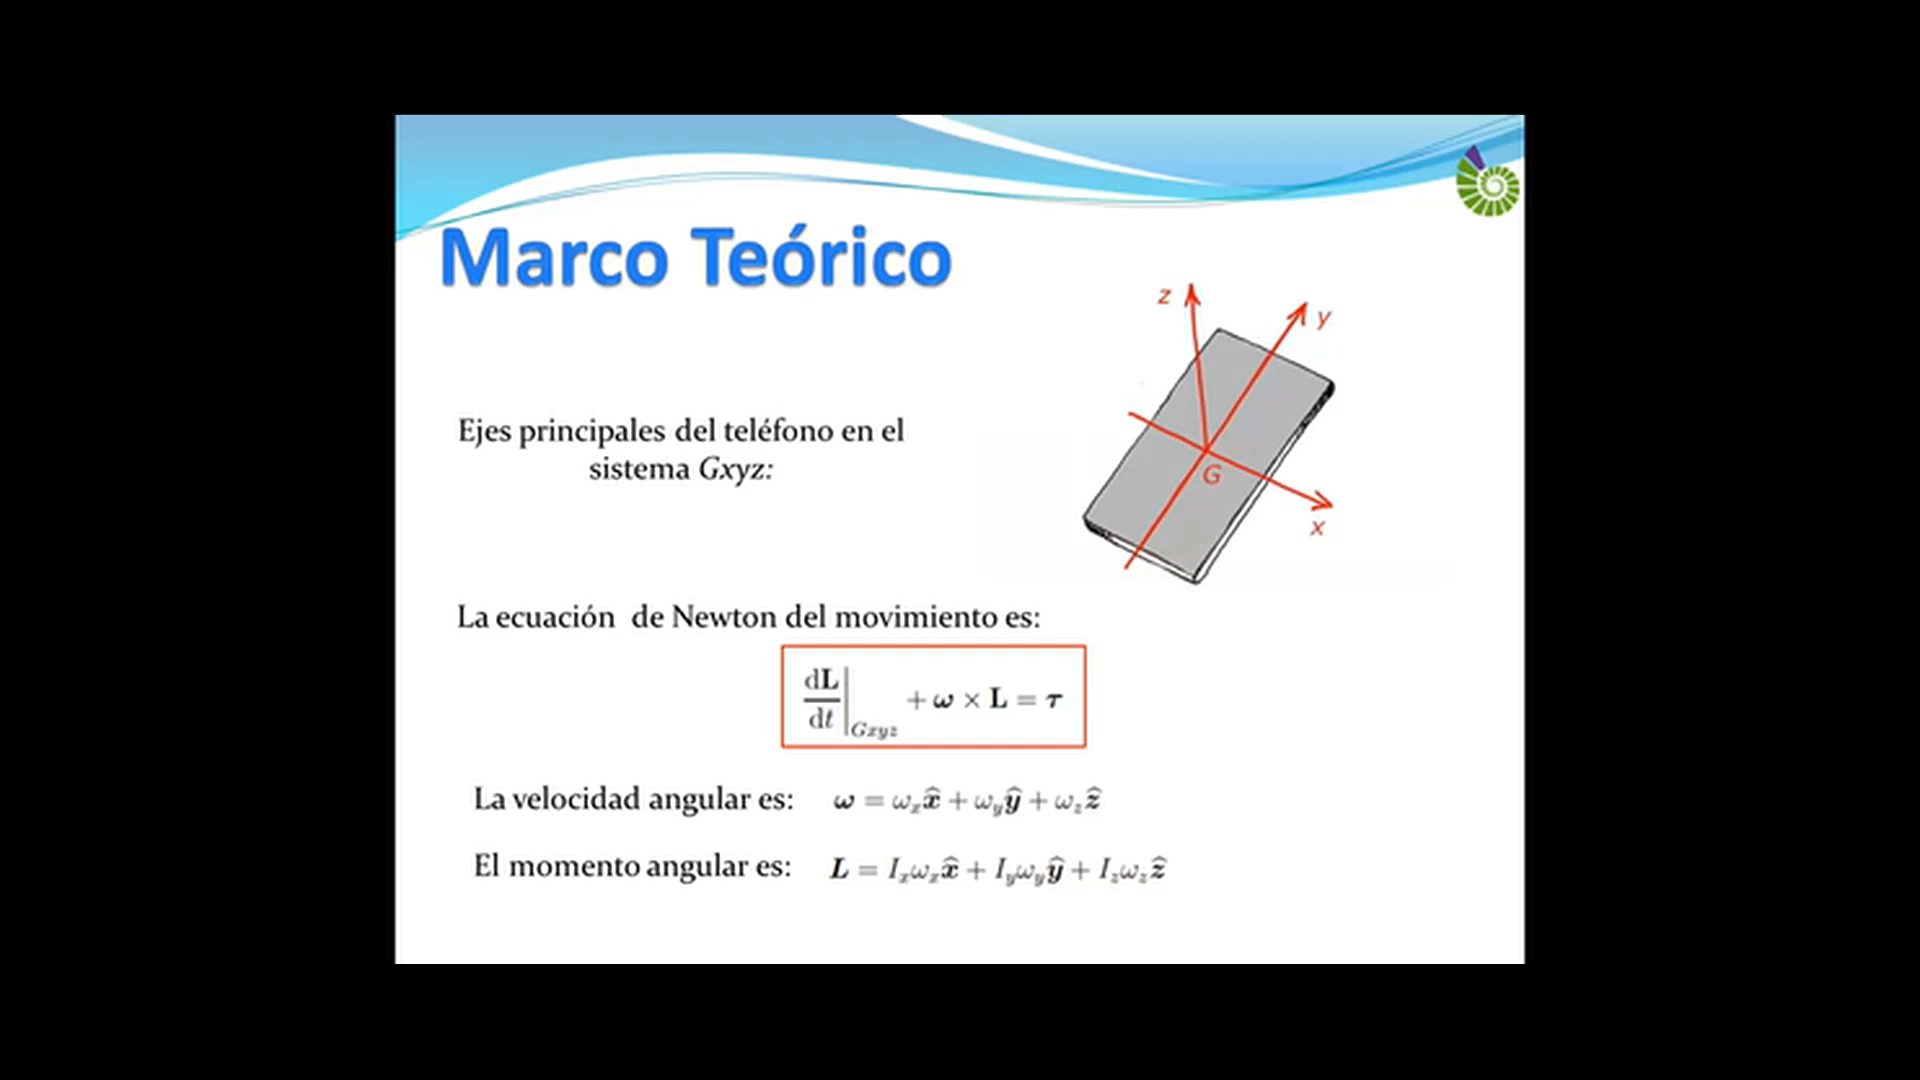 Marco Teórico
z
y
G
x
Ejes principales del teléfono en el
sistema Gxyz:
La ecuación de Newton del movimiento es:
dL/dt|Gxyz + ω × L = τ
La velocidad angular es: ω = ωx x̂ + ωy ŷ + ωz ẑ
El momento angular es: L = Ixωx x̂ + Iyωy ŷ + Izωz ẑ